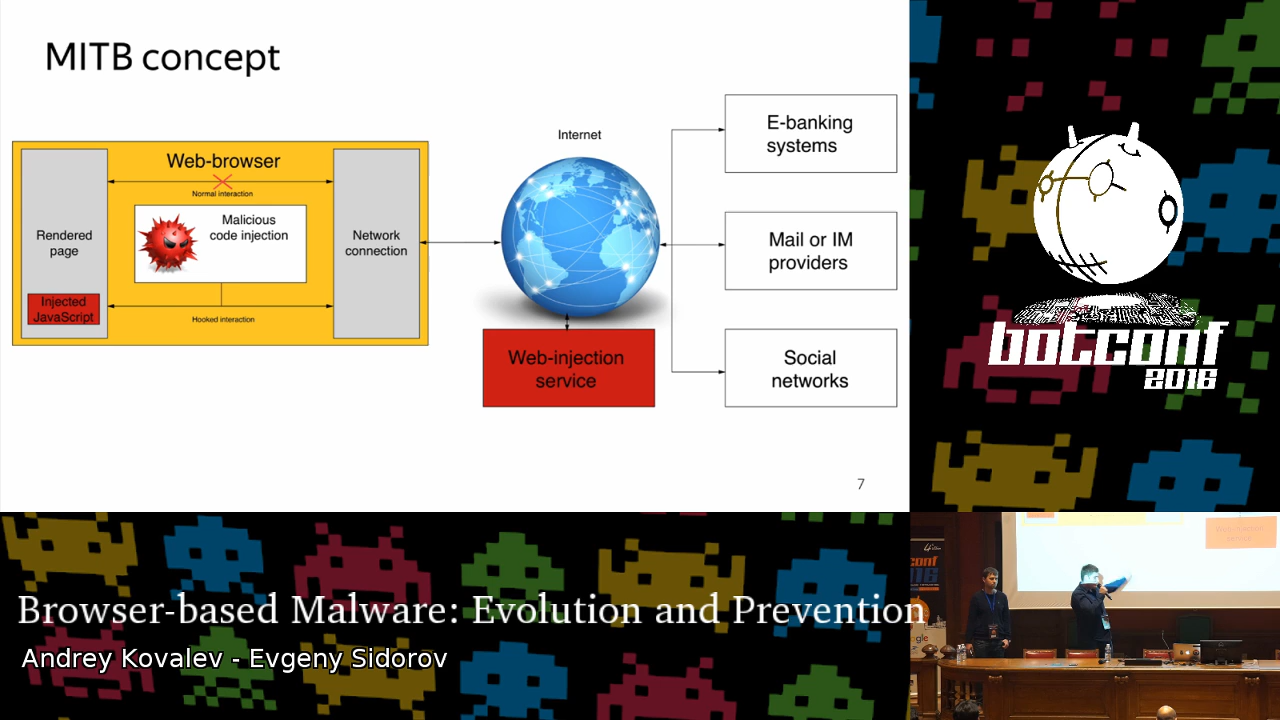 MITB concept
Web-browser
Normal interaction
Rendered
page
Malicious
code injection
Network
connection
Injected
JavaScript
Hooked interaction
Internet
Web-injection
service
E-banking
systems
Mail or IM
providers
Social
networks
7
botconf
2016
Browser-based Malware: Evolution and Prevention
Andrey Kovalev - Evgeny Sidorov